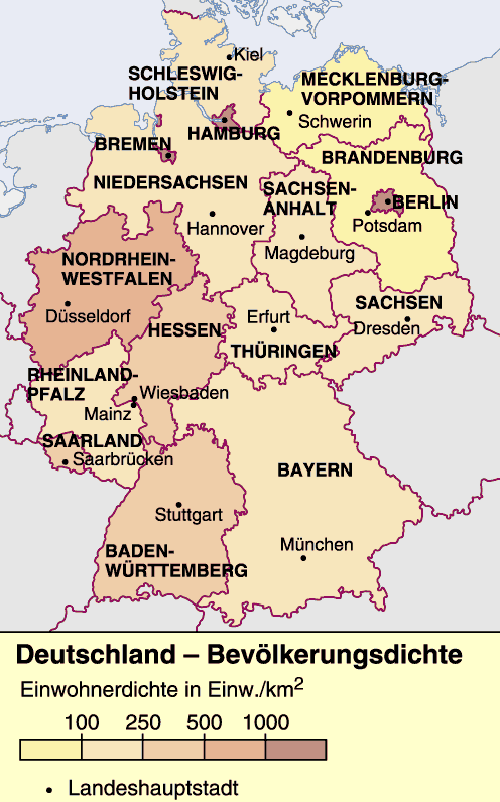 Kiel
SCHLESWIG-
HOLSTEIN
MECKLENBURG-
VORPOMMERN
Schwerin
HAMBURG
BREMEN
BRANDENBURG
NIEDERSACHSEN
SACHSEN-
ANHALT
BERLIN
Potsdam
Hannover
Magdeburg
NORDRHEIN-
WESTFALEN
Düsseldorf
HESSEN
Erfurt
THÜRINGEN
SACHSEN
Dresden
RHEINLAND-
PFALZ
Wiesbaden
Mainz
SAARLAND
Saarbrücken
BAYERN
Stuttgart
München
BADEN-
WÜRTTEMBERG
Deutschland – Bevölkerungsdichte
Einwohnerdichte in Einw./km²
100 250 500 1000
Landeshauptstadt